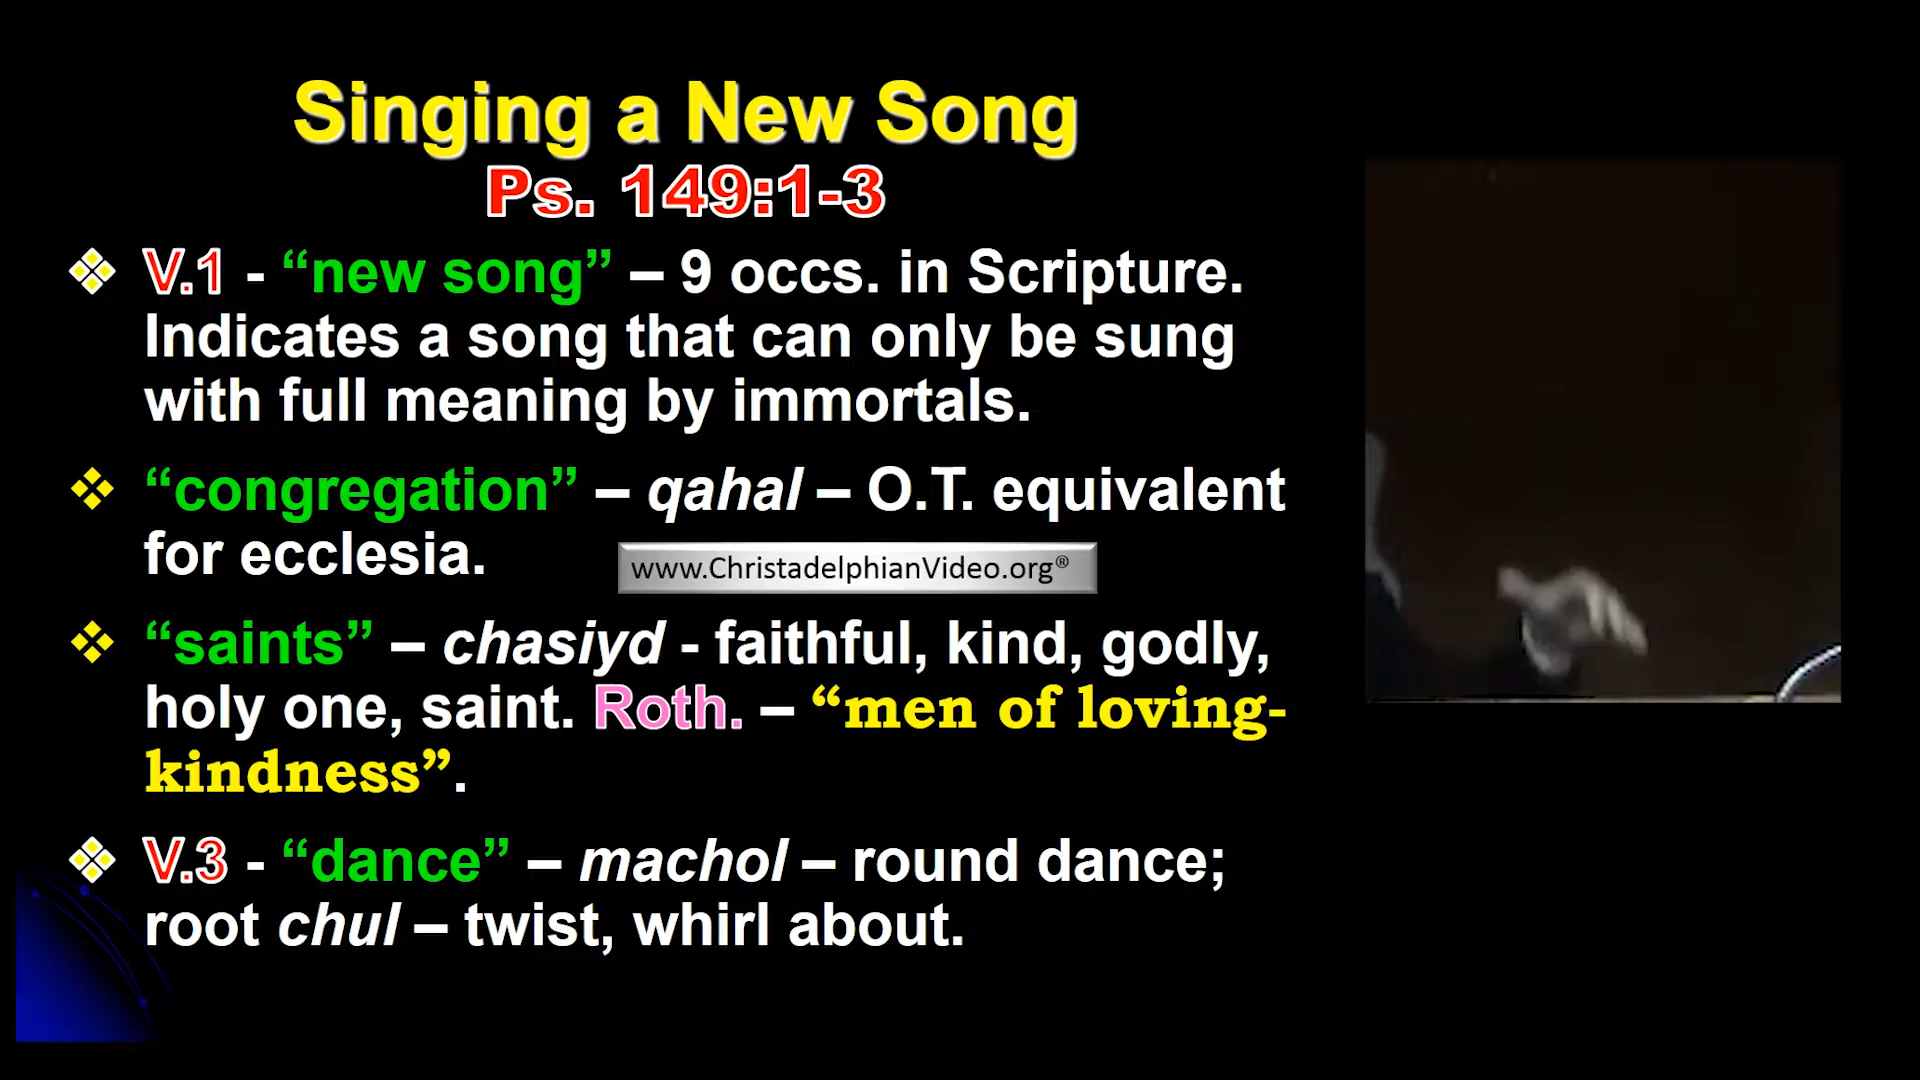 Singing a New Song
Ps. 149:1-3
V.1 - “new song” – 9 occs. in Scripture.
Indicates a song that can only be sung
with full meaning by immortals.
“congregation” – qahal – O.T. equivalent
for ecclesia.
www.ChristadelphianVideo.org®
“saints” – chasiyd - faithful, kind, godly,
holy one, saint. Roth. – “men of loving-
kindness”.
V.3 - “dance” – machol – round dance;
root chul – twist, whirl about.